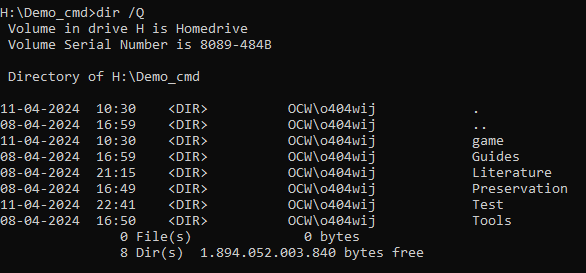 H:\Demo_cmd>dir /Q
 Volume in drive H is Homedrive
 Volume Serial Number is 8089-484B

 Directory of H:\Demo_cmd

11-04-2024  10:30    <DIR>          OCW\o404wij            .
08-04-2024  16:59    <DIR>          OCW\o404wij            ..
11-04-2024  10:30    <DIR>          OCW\o404wij            game
08-04-2024  16:59    <DIR>          OCW\o404wij            Guides
08-04-2024  21:15    <DIR>          OCW\o404wij            Literature
08-04-2024  16:49    <DIR>          OCW\o404wij            Preservation
11-04-2024  22:41    <DIR>          OCW\o404wij            Test
08-04-2024  16:50    <DIR>          OCW\o404wij            Tools
               0 File(s)              0 bytes
               8 Dir(s)  1.894.052.003.840 bytes free